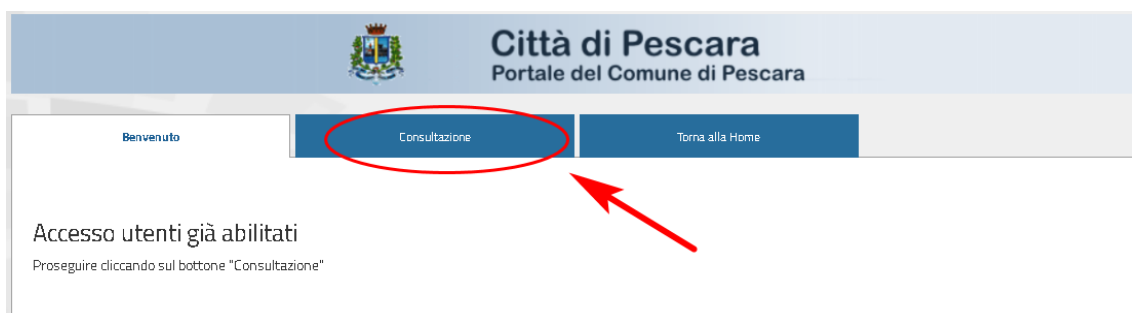 Città di Pescara
Portale del Comune di Pescara
Benvenuto
Consultazione
Torna alla Home
Accesso utenti già abilitati
Proseguire cliccando sul bottone "Consultazione"